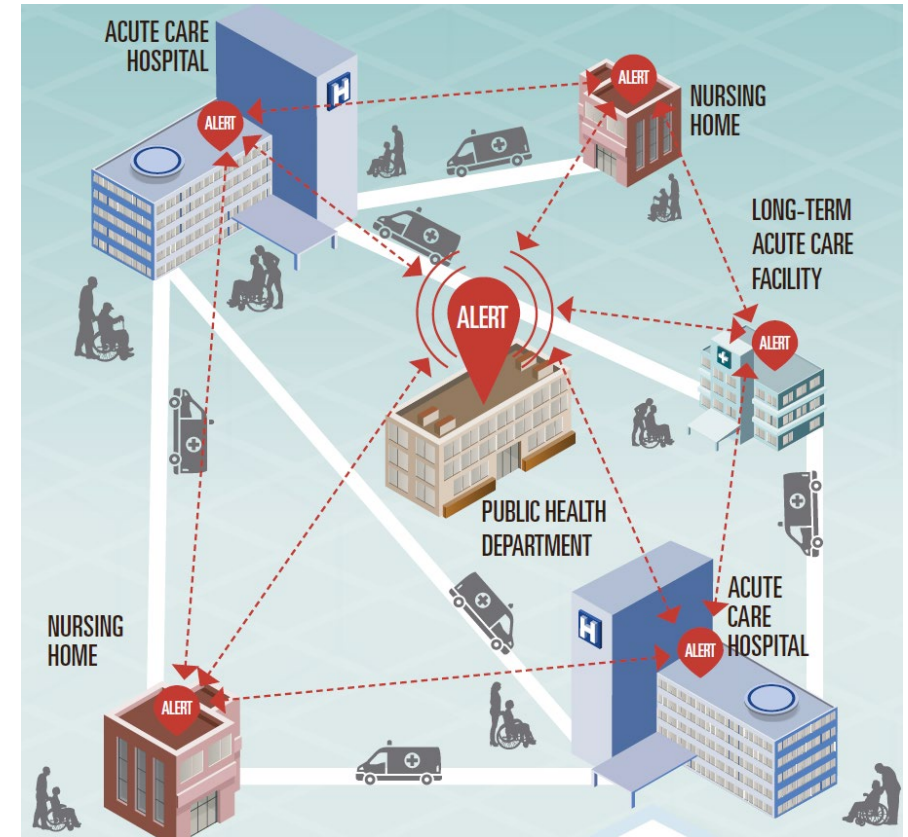 ACUTE CARE
HOSPITAL
H
ALERT
ALERT
NURSING
HOME
LONG-TERM
ACUTE CARE
FACILITY
ALERT
ALERT
PUBLIC HEALTH
DEPARTMENT
NURSING
HOME
ALERT
H
ACUTE
CARE
HOSPITAL
ALERT